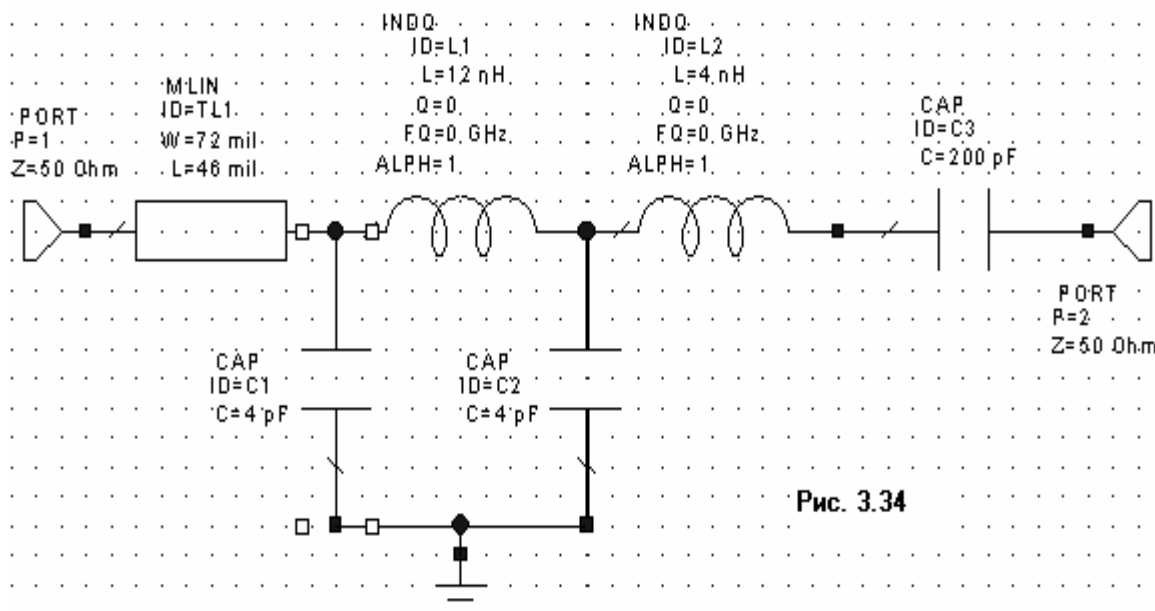 PORT
P=1
Z=50 Ohm
MLIN
ID=TL1
W=72 mil
L=46 mil
INDQ
ID=L1
L=12 nH
Q=0
FQ=0 GHz
ALPH=1
INDQ
ID=L2
L=4 nH
Q=0
FQ=0 GHz
ALPH=1
CAP
ID=C3
C=200 pF
PORT
P=2
Z=50 Ohm
CAP
ID=C1
C=4 pF
CAP
ID=C2
C=4 pF
Рис. 3.34